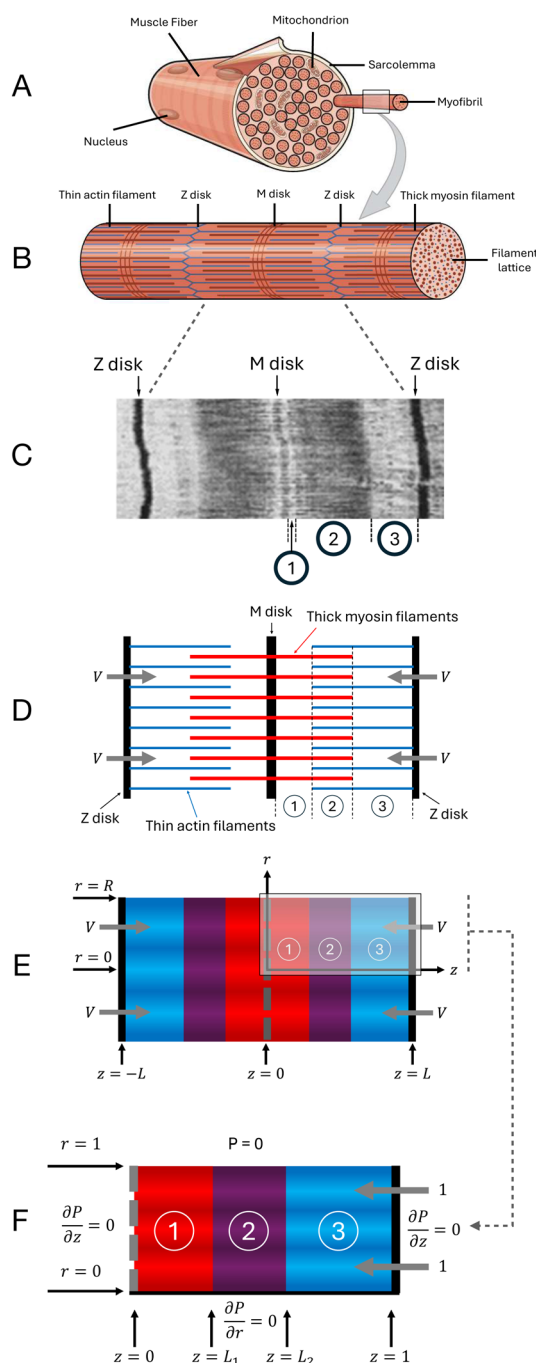 Muscle Fiber
Mitochondrion
Sarcolemma
A
Myofibril
Nucleus
Thin actin filament
Z disk
M disk
Z disk
Thick myosin filament
B
Filament
lattice
Z disk
M disk
Z disk
C
1
2
3
M disk
Thick myosin filaments
V
V
D
V
V
1
2
3
Z disk
Thin actin filaments
Z disk
r
r = R
V
V
E
1
2
3
r=0
z
V
V
z = −L
z = 0
z = L
r = 1
P = 0
1
∂P/∂z = 0
F
1
2
3
∂P/∂z = 0
r = 0
1
∂P/∂r = 0
z = 0
z = L₁
z = L₂
z = 1